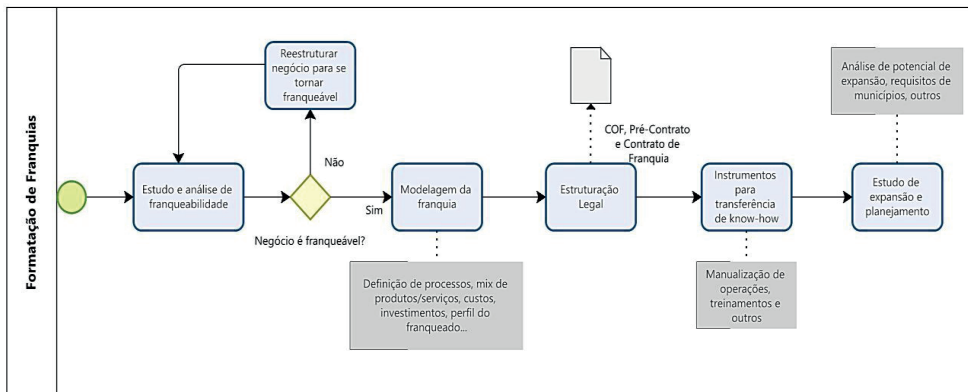 Formatação de Franquias
Reestruturar
negócio para se
tornar
franqueável
Não
Estudo e análise de
franqueabilidade
Negócio é franqueável?
Sim
Modelagem da
franquia
Definição de processos, mix de
produtos/serviços, custos,
investimentos, perfil do
franqueado...
COF, Pré-Contrato
e Contrato de
Franquia
Estruturação
Legal
Instrumentos
para
transferência
de know-how
Manualização de
operações,
treinamentos e
outros
Análise de potencial de
expansão, requisitos de
municípios, outros
Estudo de
expansão e
planejamento